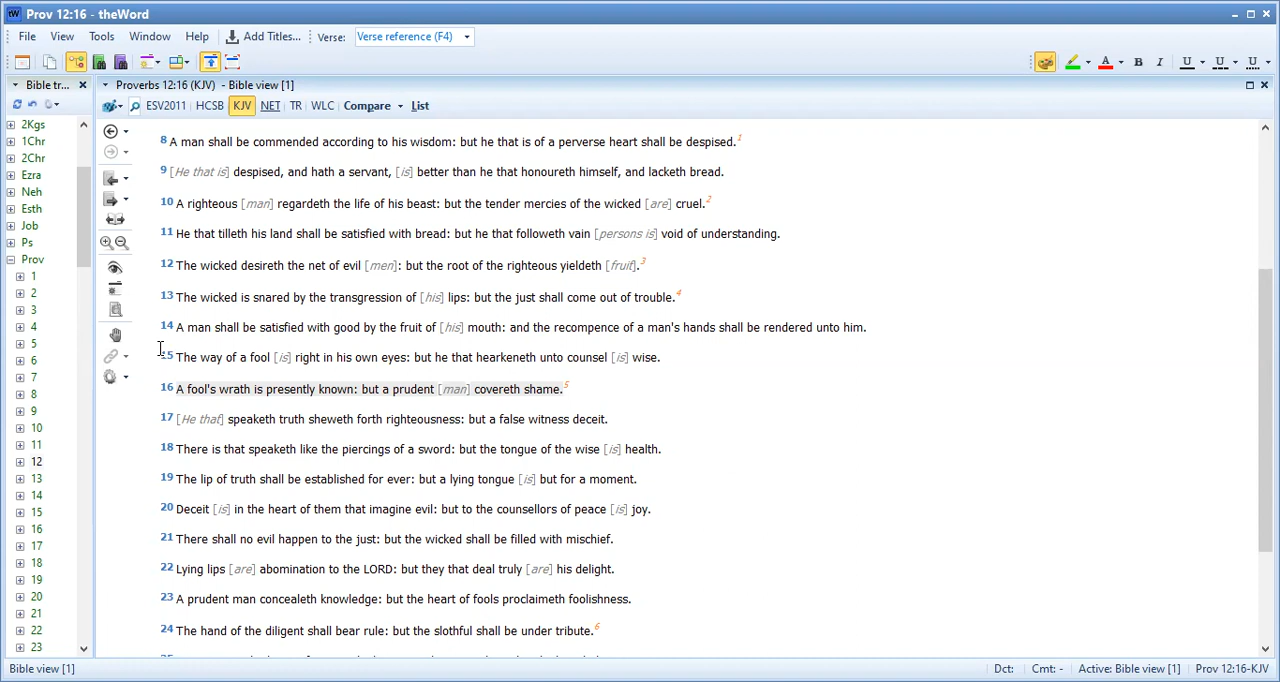 Prov 12:16 - theWord
File View Tools Window Help Add Titles... Verse: Verse reference (F4)
Bible tr...
Proverbs 12:16 (KJV) - Bible view [1]
ESV2011 HCSB KJV NET TR WLC Compare List
2Kgs
1Chr
2Chr
Ezra
Neh
Esth
Job
Ps
Prov
1
2
3
4
5
6
7
8
9
10
11
12
13
14
15
16
17
18
19
20
21
22
23
8 A man shall be commended according to his wisdom: but he that is of a perverse heart shall be despised.1
9 [He that is] despised, and hath a servant, [is] better than he that honoureth himself, and lacketh bread.
10 A righteous [man] regardeth the life of his beast: but the tender mercies of the wicked [are] cruel.2
11 He that tilleth his land shall be satisfied with bread: but he that followeth vain [persons is] void of understanding.
12 The wicked desireth the net of evil [men]: but the root of the righteous yieldeth [fruit].3
13 The wicked is snared by the transgression of [his] lips: but the just shall come out of trouble.4
14 A man shall be satisfied with good by the fruit of [his] mouth: and the recompence of a man's hands shall be rendered unto him.
15 The way of a fool [is] right in his own eyes: but he that hearkeneth unto counsel [is] wise.
16 A fool's wrath is presently known: but a prudent [man] covereth shame.5
17 [He that] speaketh truth sheweth forth righteousness: but a false witness deceit.
18 There is that speaketh like the piercings of a sword: but the tongue of the wise [is] health.
19 The lip of truth shall be established for ever: but a lying tongue [is] but for a moment.
20 Deceit [is] in the heart of them that imagine evil: but to the counsellors of peace [is] joy.
21 There shall no evil happen to the just: but the wicked shall be filled with mischief.
22 Lying lips [are] abomination to the LORD: but they that deal truly [are] his delight.
23 A prudent man concealeth knowledge: but the heart of fools proclaimeth foolishness.
24 The hand of the diligent shall bear rule: but the slothful shall be under tribute.6
Bible view [1] Dct: Cmt: - Active: Bible view [1] Prov 12:16-KJV